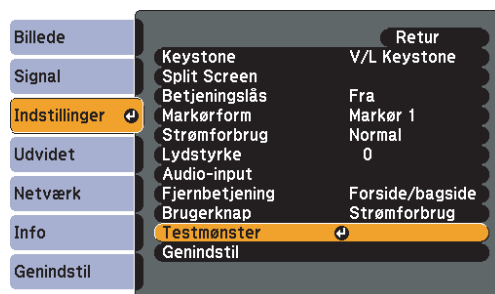 Billede
Signal
Indstillinger
Udvidet
Netværk
Info
Genindstil
Retur
Keystone V/L Keystone
Split Screen
Betjeningslås Fra
Markørform Markør 1
Strømforbrug Normal
Lydstyrke 0
Audio-input
Fjernbetjening Forside/bagside
Brugerknap Strømforbrug
Testmønster
Genindstil